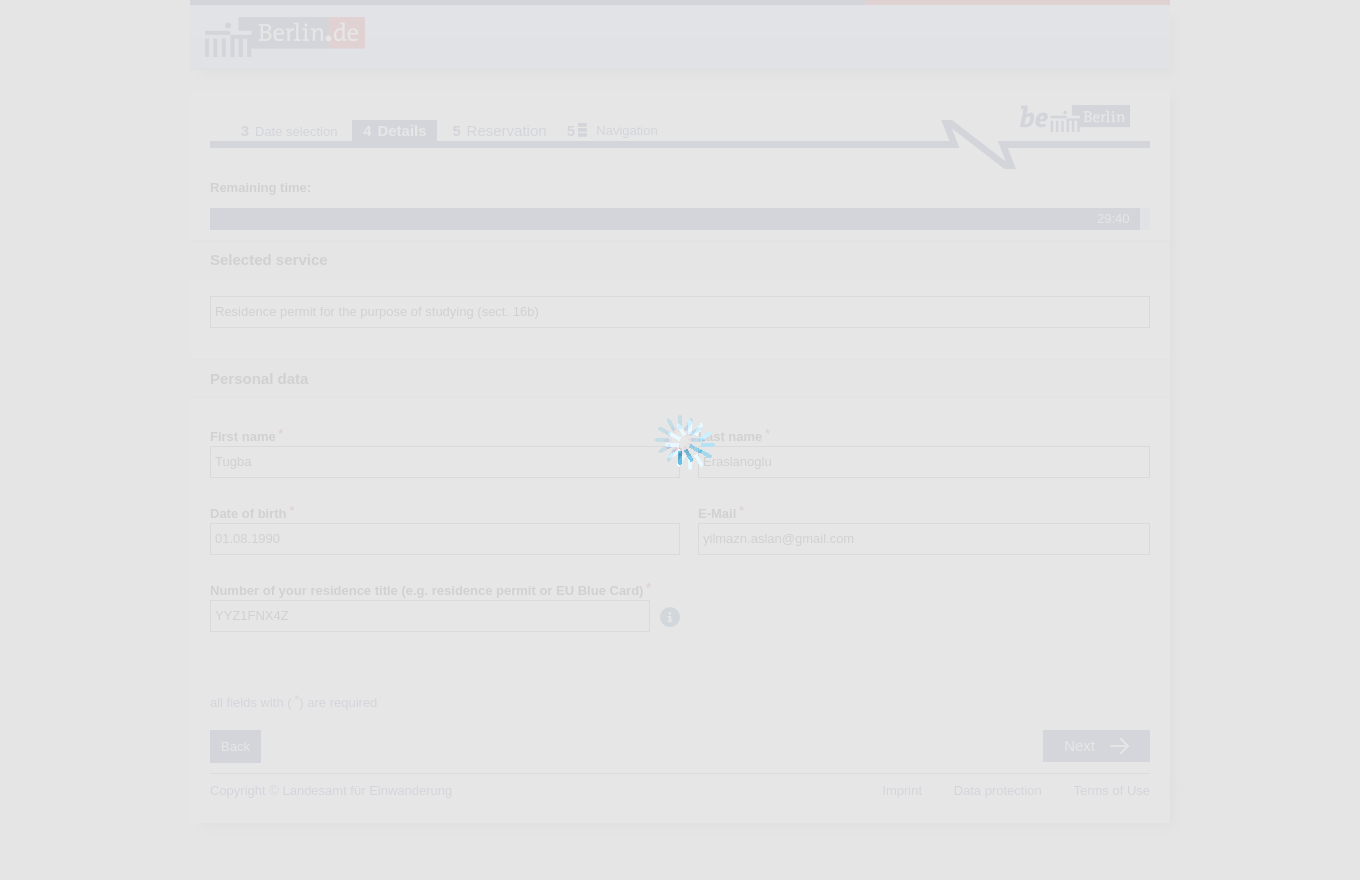 Berlin.de
be Berlin
3 Date selection 4 Details 5 Reservation 5 Navigation
Remaining time:
29:40
Selected service
Residence permit for the purpose of studying (sect. 16b)
Personal data
First name * Last name *
Tugba Eraslanoglu
Date of birth * E-Mail *
01.08.1990 yilmazn.aslan@gmail.com
Number of your residence title (e.g. residence permit or EU Blue Card) *
YYZ1FNX4Z i
all fields with ( * ) are required
Back Next
Copyright © Landesamt für Einwanderung Imprint Data protection Terms of Use